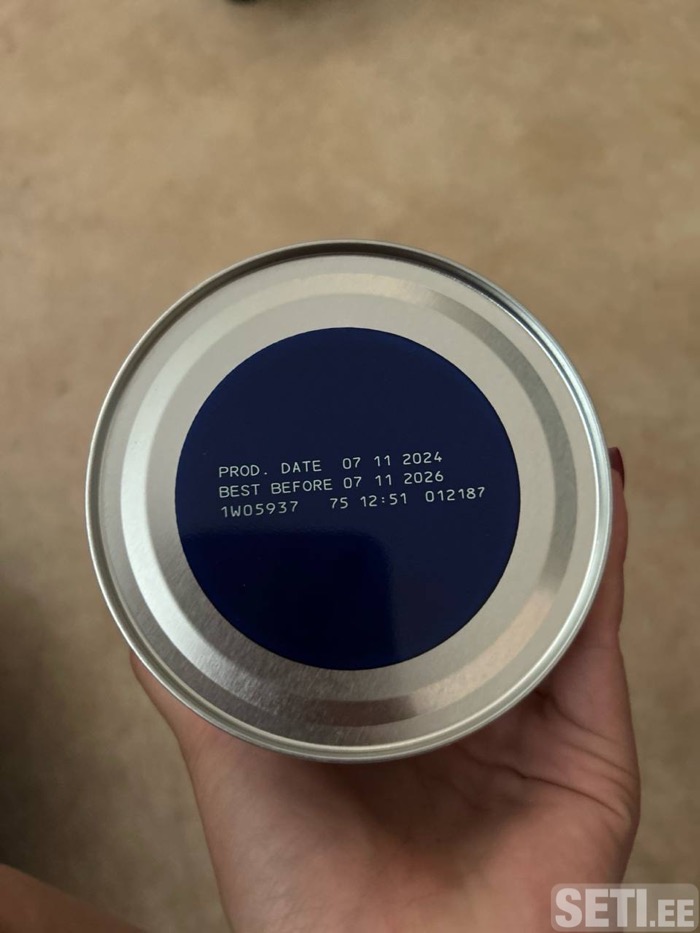 PROD. DATE 07 11 2024
BEST BEFORE 07 11 2026
1W05937 75 12:51 012187
SETI.EE